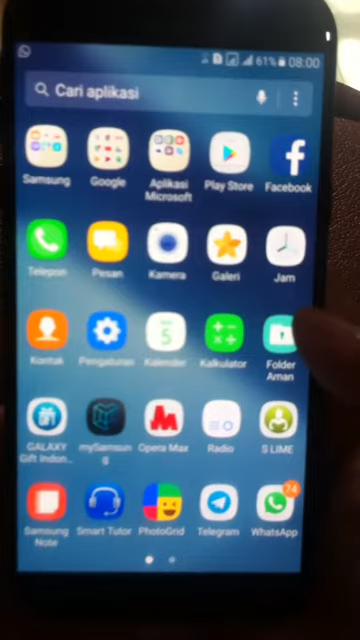 61% 08:00
Cari aplikasi
Samsung Google Aplikasi Microsoft Play Store Facebook
Telepon Pesan Kamera Galeri Jam
Kontak Pengaturan 5 Kalender Kalkulator Folder Aman
GALAXY Gift Indon... mySamsung Opera Max Radio S LIME
74
Samsung Note Smart Tutor PhotoGrid Telegram WhatsApp